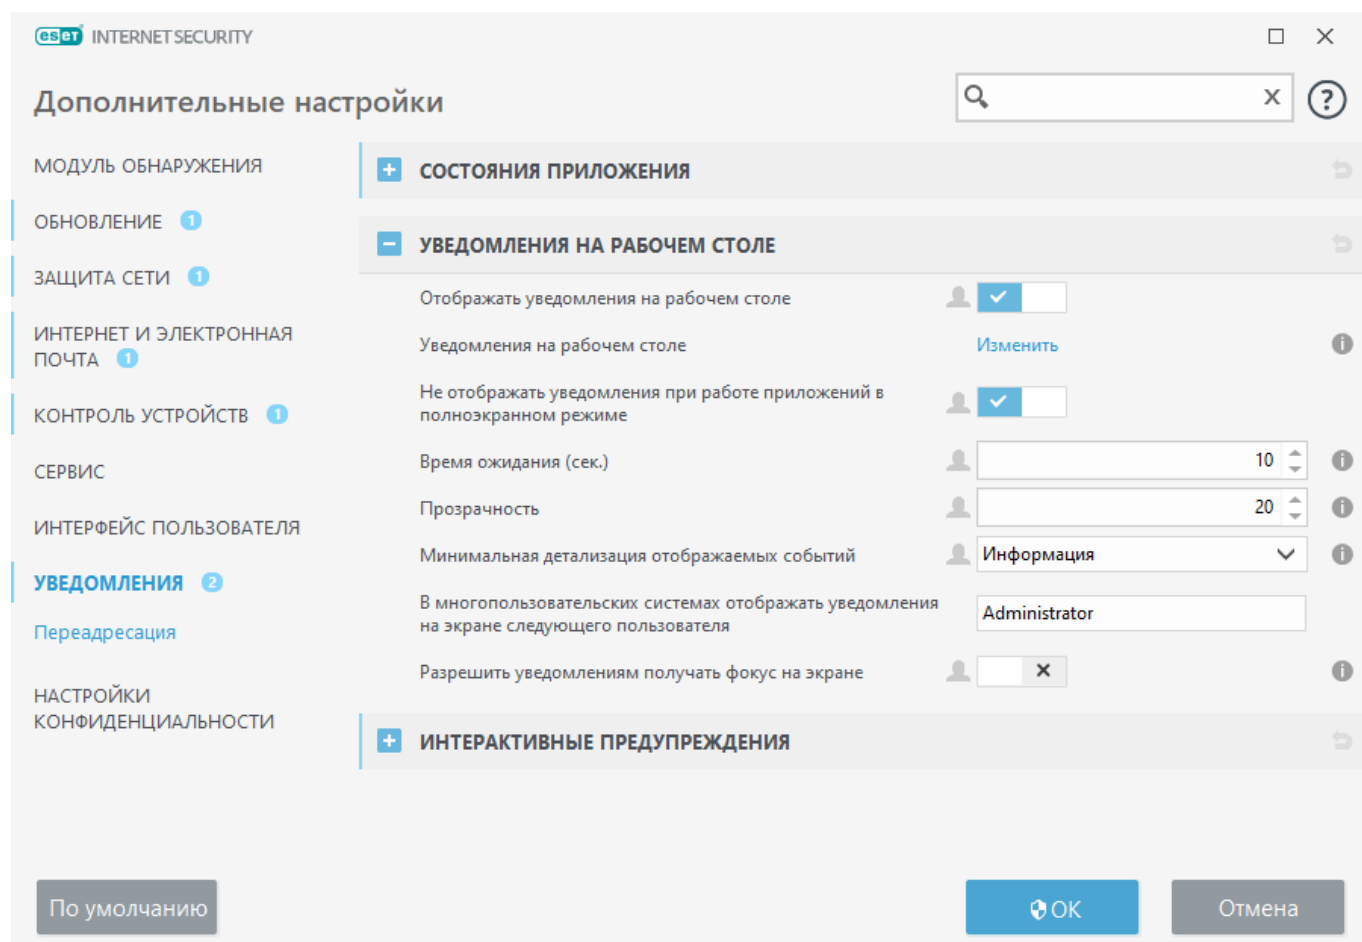 eset INTERNET SECURITY
Дополнительные настройки
X
?
МОДУЛЬ ОБНАРУЖЕНИЯ
ОБНОВЛЕНИЕ 1
ЗАЩИТА СЕТИ 1
ИНТЕРНЕТ И ЭЛЕКТРОННАЯ
ПОЧТА 1
КОНТРОЛЬ УСТРОЙСТВ 1
СЕРВИС
ИНТЕРФЕЙС ПОЛЬЗОВАТЕЛЯ
УВЕДОМЛЕНИЯ 2
Переадресация
НАСТРОЙКИ
КОНФИДЕНЦИАЛЬНОСТИ
СОСТОЯНИЯ ПРИЛОЖЕНИЯ
УВЕДОМЛЕНИЯ НА РАБОЧЕМ СТОЛЕ
Отображать уведомления на рабочем столе
Уведомления на рабочем столе Изменить
Не отображать уведомления при работе приложений в
полноэкранном режиме
Время ожидания (сек.) 10
Прозрачность 20
Минимальная детализация отображаемых событий Информация
В многопользовательских системах отображать уведомления
на экране следующего пользователя
Administrator
Разрешить уведомлениям получать фокус на экране
ИНТЕРАКТИВНЫЕ ПРЕДУПРЕЖДЕНИЯ
По умолчанию
ОК
Отмена